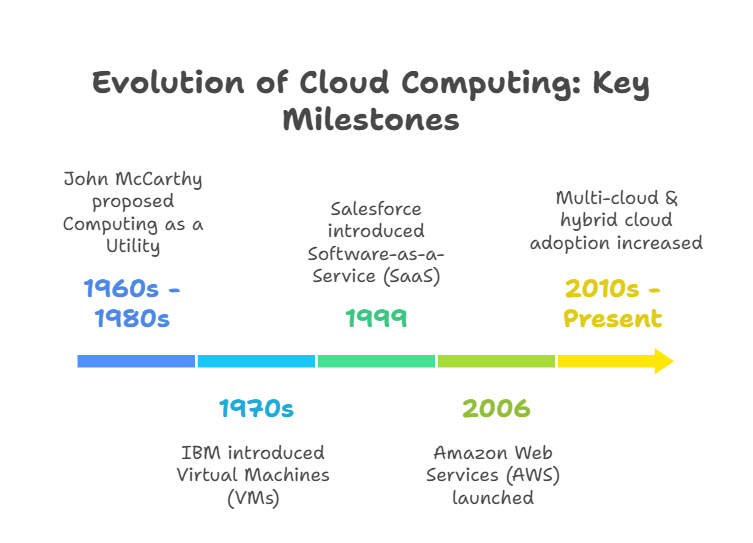 Evolution of Cloud Computing: Key
Milestones
John McCarthy
proposed
Computing as a
Utility
1960s -
1980s
IBM introduced
Virtual Machines
(VMs)
1970s
Salesforce
introduced
Software-as-a-
Service (SaaS)
1999
2006
Amazon Web
Services (AWS)
launched
Multi-cloud &
hybrid cloud
adoption increased
2010s -
Present